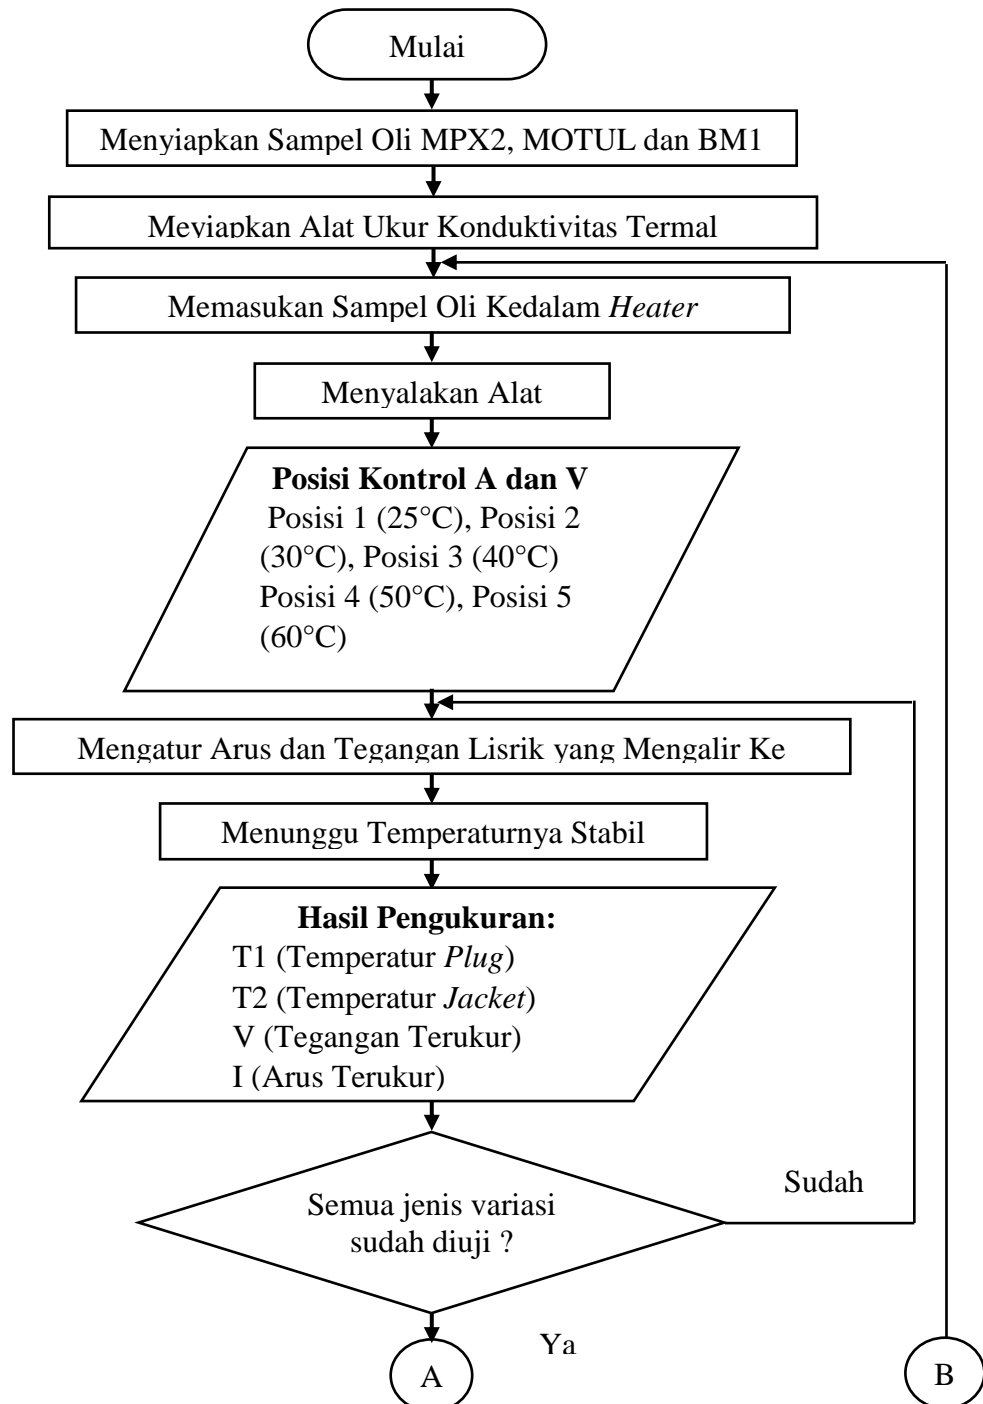 Mulai
Menyiapkan Sampel Oli MPX2, MOTUL dan BM1
Meyiapkan Alat Ukur Konduktivitas Termal
Memasukan Sampel Oli Kedalam Heater
Menyalakan Alat
Posisi Kontrol A dan V
Posisi 1 (25°C), Posisi 2
(30°C), Posisi 3 (40°C)
Posisi 4 (50°C), Posisi 5
(60°C)
Mengatur Arus dan Tegangan Lisrik yang Mengalir Ke
Menunggu Temperaturnya Stabil
Hasil Pengukuran:
T1 (Temperatur Plug)
T2 (Temperatur Jacket)
V (Tegangan Terukur)
I (Arus Terukur)
Sudah
Semua jenis variasi
sudah diuji ?
Ya
A
B